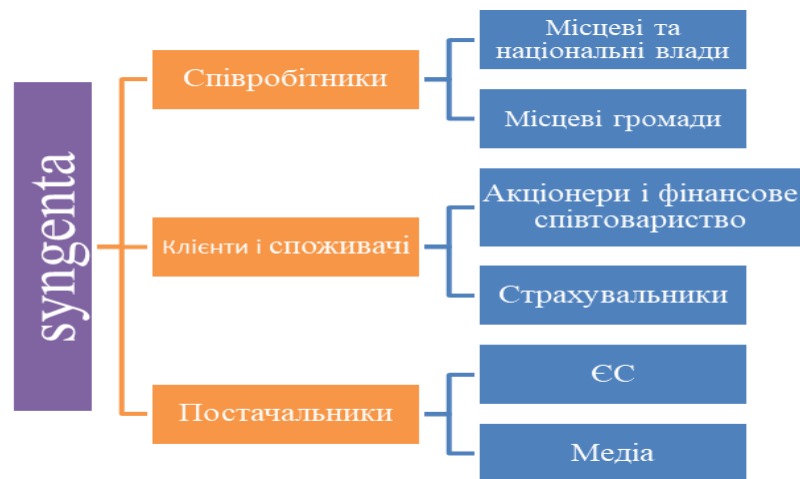 syngenta
Співробітники
Місцеві та
національні влади
Місцеві громади
Клієнти і споживачі
Акціонери і фінансове
співтовариство
Страхувальники
Постачальники
ЄС
Медіа